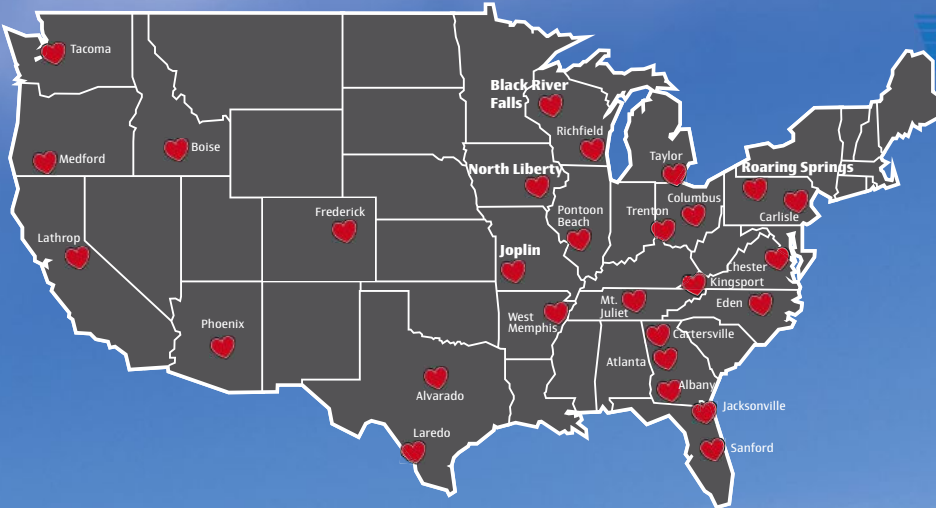 Tacoma
Black River
Falls
Richfield
Medford
Boise
Taylor
North Liberty
Roaring Springs
Columbus
Frederick
Pontoon
Beach
Trenton
Carlisle
Lathrop
Joplin
Chester
Kingsport
Mt.
Juliet
Eden
West
Memphis
Phoenix
Cartersville
Atlanta
Albany
Alvarado
Jacksonville
Laredo
Sanford